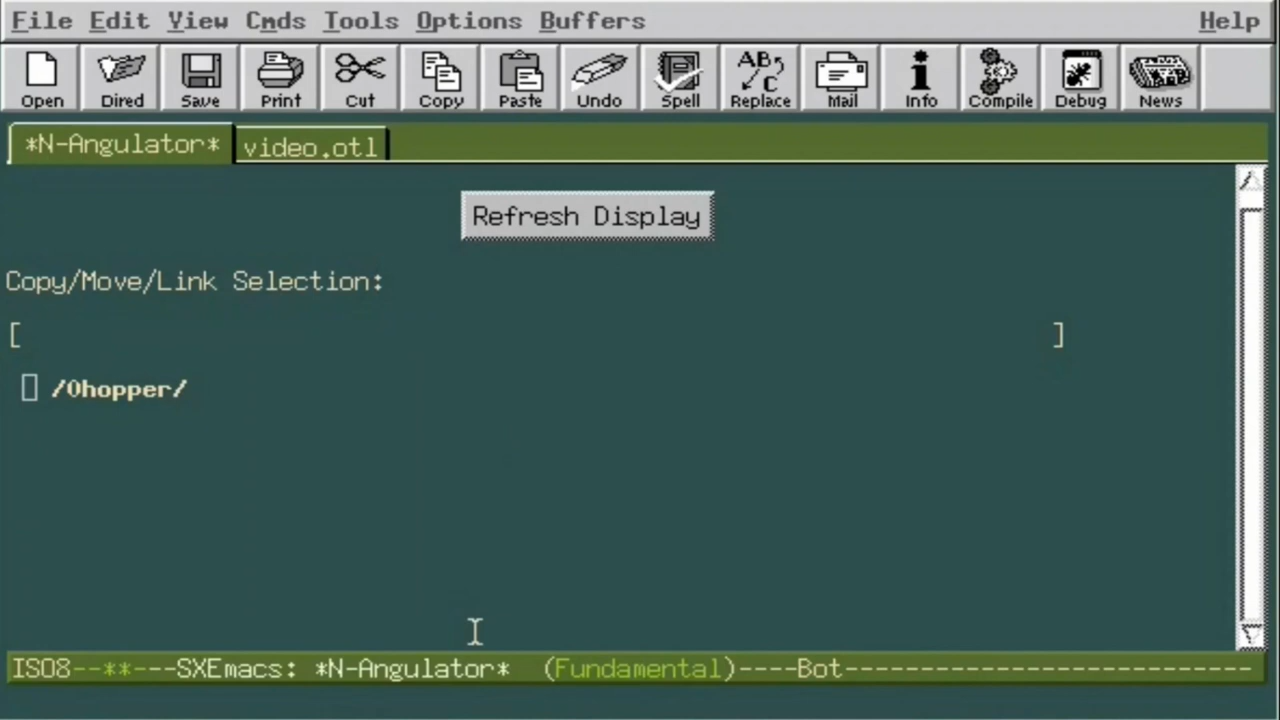 File Edit View Cmds Tools Options Buffers Help
Open Dired Save Print Cut Copy Paste Undo Spell Replace Mail Info Compile Debug News
*N-Angulator* video.otl
Refresh Display
Copy/Move/Link Selection:
[ ]
/0hopper/
ISO8--**---SXEmacs: *N-Angulator* (Fundamental)----Bot---------------------------